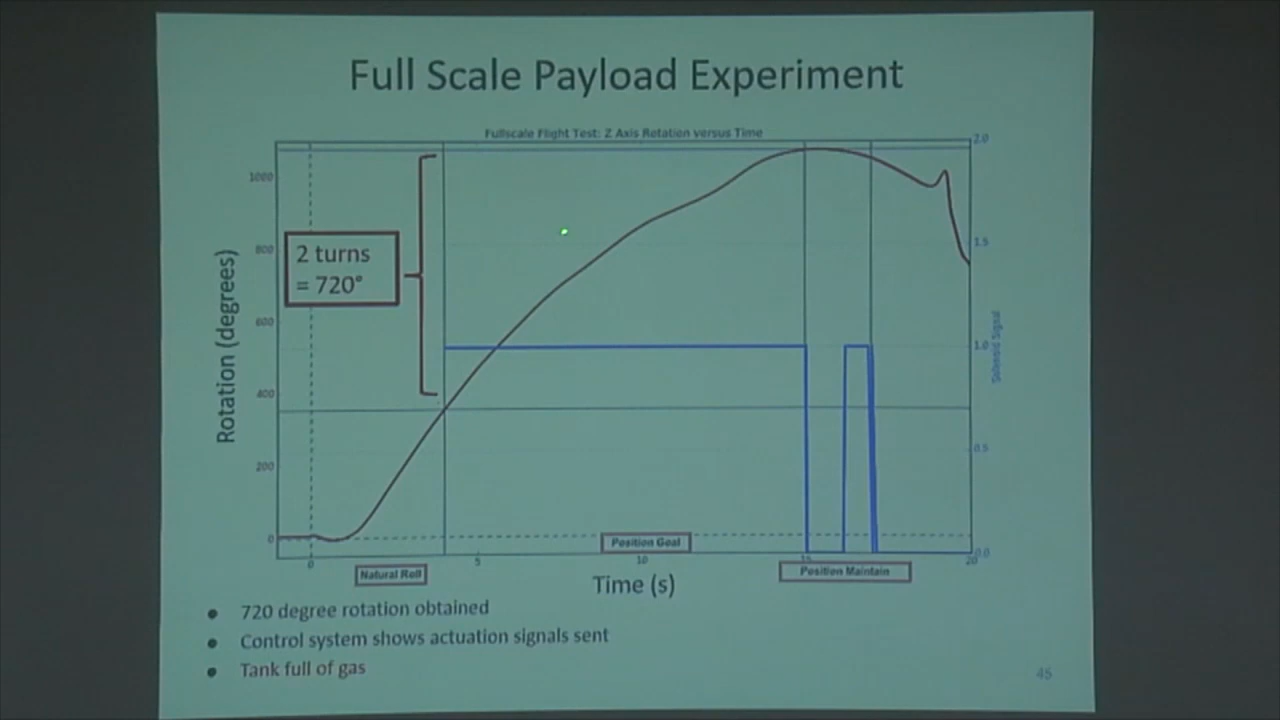 Full Scale Payload Experiment
Fullscale Flight Test: Z Axis Rotation versus Time
2.0
1000
1.5
800
2 turns
= 720°
600
1.0
Solenoid Signal
Rotation (degrees)
400
0.5
200
0
Position Goal
0.0
0
5
10
15
20
Natural Roll
Time (s)
Position Maintain
● 720 degree rotation obtained
● Control system shows actuation signals sent
● Tank full of gas
45